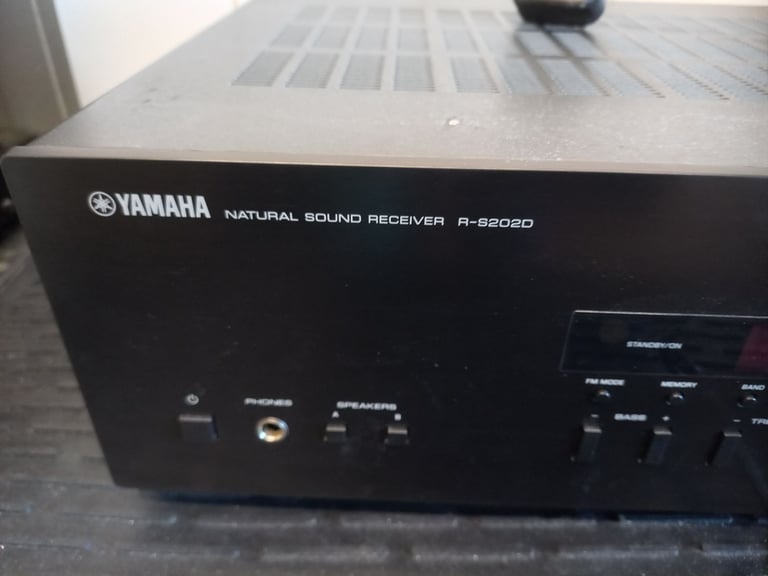 YAMAHA NATURAL SOUND RECEIVER R-S202D
STANDBY/ON
FM MODE MEMORY BAND
PHONES SPEAKERS
A B
− BASS + −